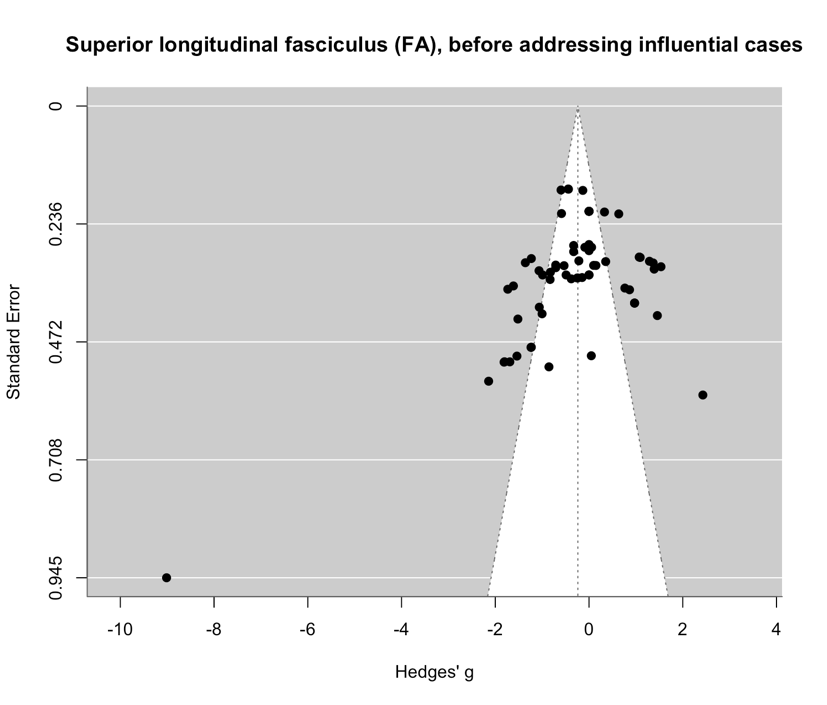 Superior longitudinal fasciculus (FA), before addressing influential cases
0
0.236
0.472
0.708
0.945
Standard Error
-10 -8 -6 -4 -2 0 2 4
Hedges' g